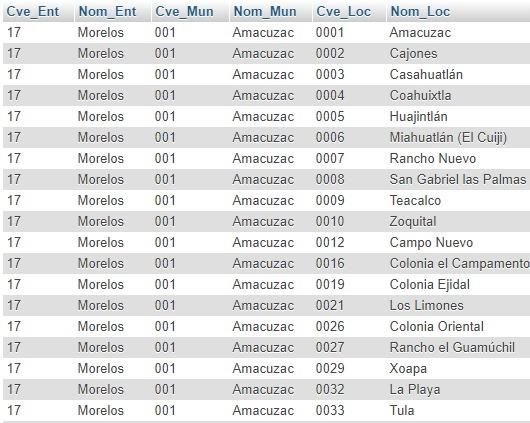 Cve_Ent Nom_Ent Cve_Mun Nom_Mun Cve_Loc Nom_Loc
17 Morelos 001 Amacuzac 0001 Amacuzac
17 Morelos 001 Amacuzac 0002 Cajones
17 Morelos 001 Amacuzac 0003 Casahuatlán
17 Morelos 001 Amacuzac 0004 Coahuixtla
17 Morelos 001 Amacuzac 0005 Huajintlán
17 Morelos 001 Amacuzac 0006 Miahuatlán (El Cuiji)
17 Morelos 001 Amacuzac 0007 Rancho Nuevo
17 Morelos 001 Amacuzac 0008 San Gabriel las Palmas
17 Morelos 001 Amacuzac 0009 Teacalco
17 Morelos 001 Amacuzac 0010 Zoquital
17 Morelos 001 Amacuzac 0012 Campo Nuevo
17 Morelos 001 Amacuzac 0016 Colonia el Campamento
17 Morelos 001 Amacuzac 0019 Colonia Ejidal
17 Morelos 001 Amacuzac 0021 Los Limones
17 Morelos 001 Amacuzac 0026 Colonia Oriental
17 Morelos 001 Amacuzac 0027 Rancho el Guamúchil
17 Morelos 001 Amacuzac 0029 Xoapa
17 Morelos 001 Amacuzac 0032 La Playa
17 Morelos 001 Amacuzac 0033 Tula